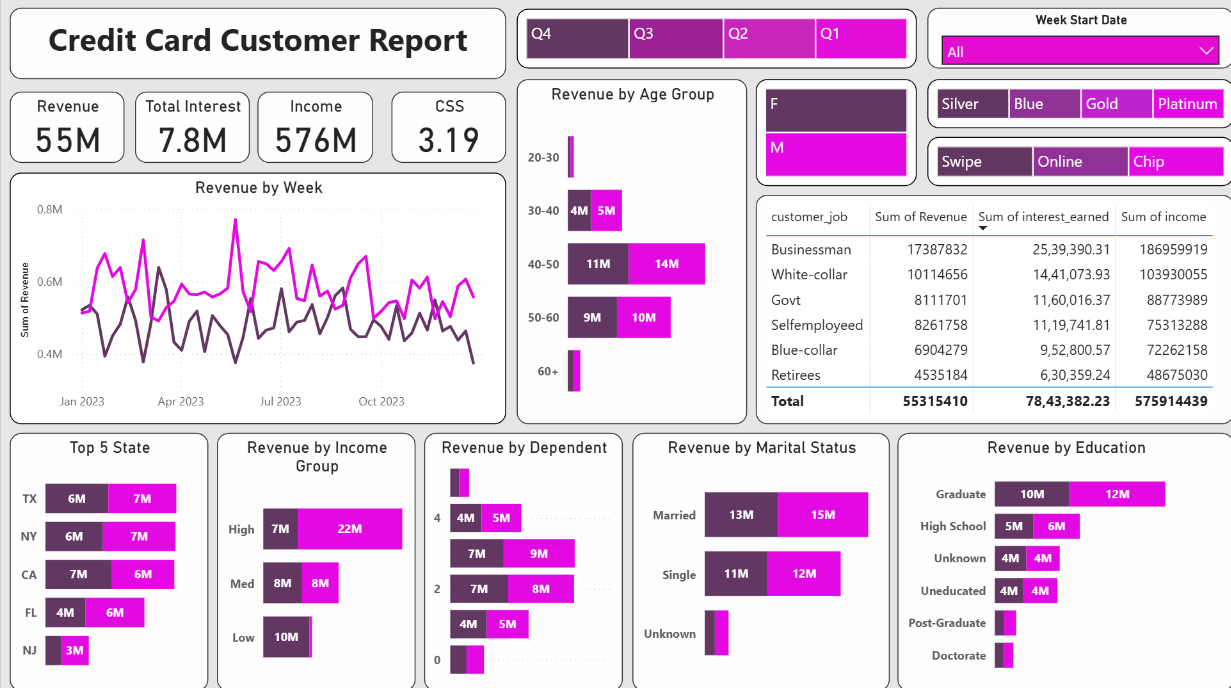 Credit Card Customer Report
Q4 Q3 Q2 Q1
Week Start Date
All
Revenue
55M
Total Interest
7.8M
Income
576M
CSS
3.19
F
M
Silver Blue Gold Platinum
Swipe Online Chip
Revenue by Week
Sum of Revenue
0.8M
0.6M
0.4M
Jan 2023 Apr 2023 Jul 2023 Oct 2023
Revenue by Age Group
20-30
30-40 4M 5M
40-50 11M 14M
50-60 9M 10M
60+
customer_job Sum of Revenue Sum of interest_earned Sum of income
Businessman 17387832 25,39,390.31 186959919
White-collar 10114656 14,41,073.93 103930055
Govt 8111701 11,60,016.37 88773989
Selfemployeed 8261758 11,19,741.81 75313288
Blue-collar 6904279 9,52,800.57 72262158
Retirees 4535184 6,30,359.24 48675030
Total 55315410 78,43,382.23 575914439
Top 5 State
TX 6M 7M
NY 6M 7M
CA 7M 6M
FL 4M 6M
NJ 3M
Revenue by Income
Group
High 7M 22M
Med 8M 8M
Low 10M
Revenue by Dependent
4 4M 5M
7M 9M
2 7M 8M
4M 5M
0
Revenue by Marital Status
Married 13M 15M
Single 11M 12M
Unknown
Revenue by Education
Graduate 10M 12M
High School 5M 6M
Unknown 4M 4M
Uneducated 4M 4M
Post-Graduate
Doctorate